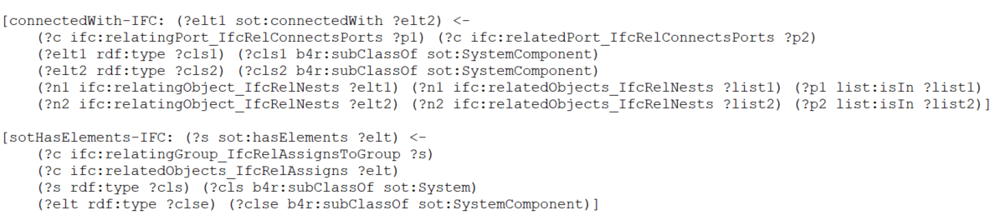 [connectedWith-IFC: (?elt1 sot:connectedWith ?elt2) <-
(?c ifc:relatingPort_IfcRelConnectsPorts ?p1) (?c ifc:relatedPort_IfcRelConnectsPorts ?p2)
(?elt1 rdf:type ?cls1) (?cls1 b4r:subClassOf sot:SystemComponent)
(?elt2 rdf:type ?cls2) (?cls2 b4r:subClassOf sot:SystemComponent)
(?n1 ifc:relatingObject_IfcRelNests ?elt1) (?n1 ifc:relatedObjects_IfcRelNests ?list1) (?p1 list:isIn ?list1)
(?n2 ifc:relatingObject_IfcRelNests ?elt2) (?n2 ifc:relatedObjects_IfcRelNests ?list2) (?p2 list:isIn ?list2)]
[sotHasElements-IFC: (?s sot:hasElements ?elt) <-
(?c ifc:relatingGroup_IfcRelAssignsToGroup ?s)
(?c ifc:relatedObjects_IfcRelAssigns ?elt)
(?s rdf:type ?cls) (?cls b4r:subClassOf sot:System)
(?elt rdf:type ?clse) (?clse b4r:subClassOf sot:SystemComponent)]